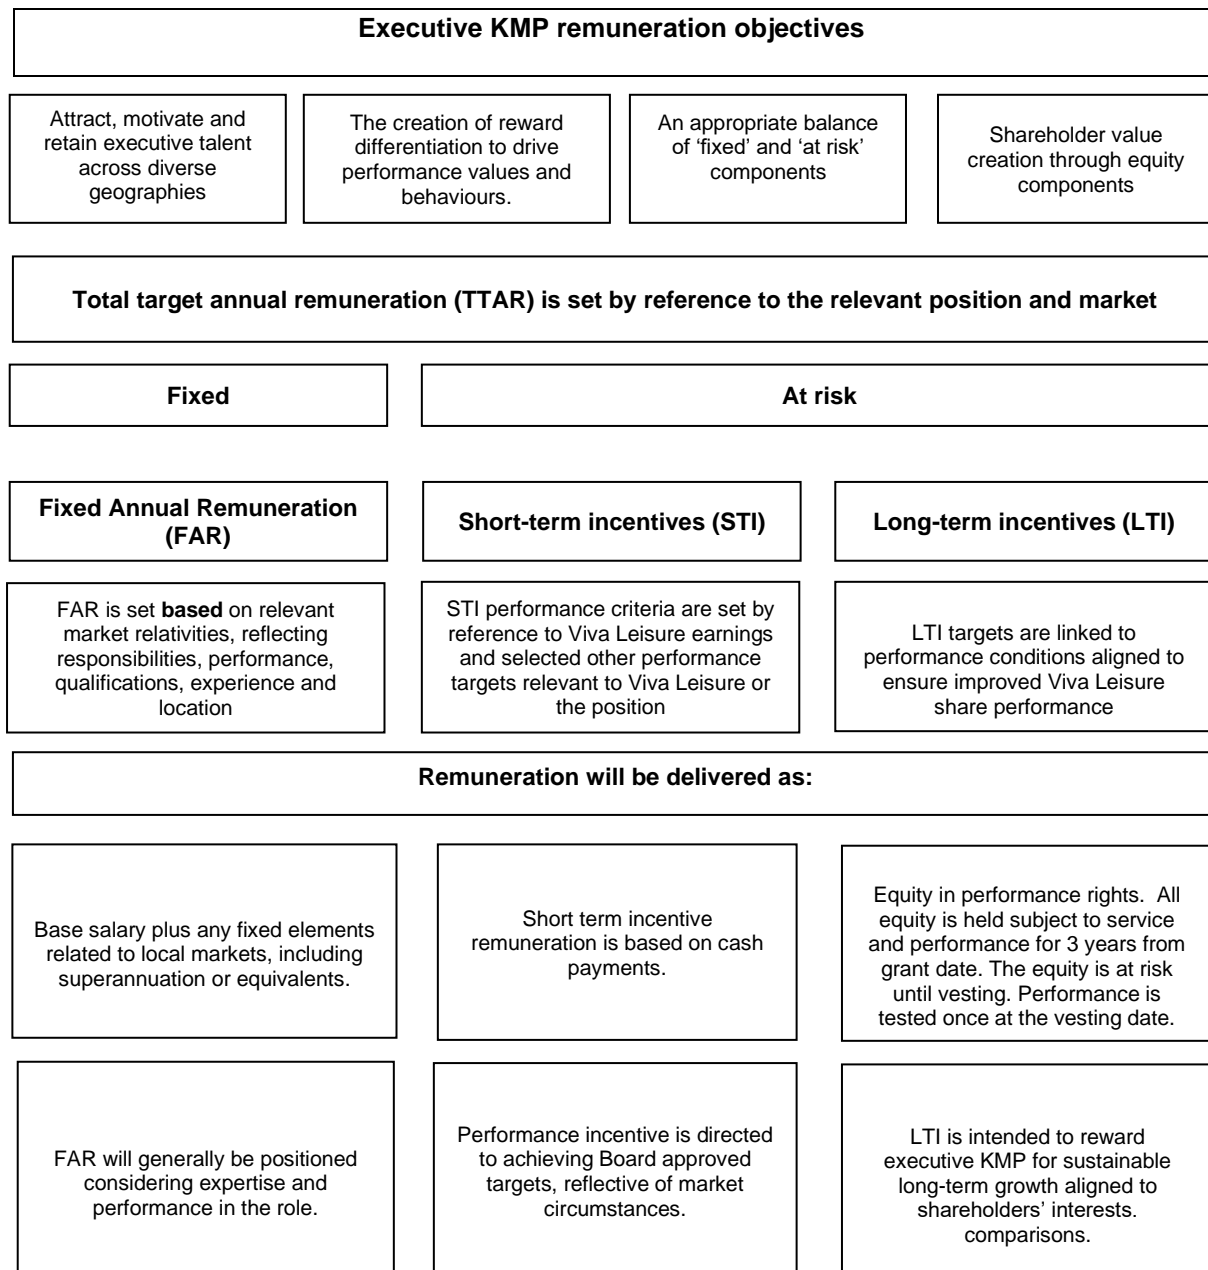 Executive KMP remuneration objectives
Attract, motivate and
retain executive talent
across diverse
geographies
The creation of reward
differentiation to drive
performance values and
behaviours.
An appropriate balance
of ‘fixed’ and ‘at risk’
components
Shareholder value
creation through equity
components
Total target annual remuneration (TTAR) is set by reference to the relevant position and market
Fixed
At risk
Fixed Annual Remuneration
(FAR)
Short-term incentives (STI)
Long-term incentives (LTI)
FAR is set based on relevant
market relativities, reflecting
responsibilities, performance,
qualifications, experience and
location
STI performance criteria are set by
reference to Viva Leisure earnings
and selected other performance
targets relevant to Viva Leisure or
the position
LTI targets are linked to
performance conditions aligned to
ensure improved Viva Leisure
share performance
Remuneration will be delivered as:
Base salary plus any fixed elements
related to local markets, including
superannuation or equivalents.
Short term incentive
remuneration is based on cash
payments.
Equity in performance rights.  All
equity is held subject to service
and performance for 3 years from
grant date. The equity is at risk
until vesting. Performance is
tested once at the vesting date.
FAR will generally be positioned
considering expertise and
performance in the role.
Performance incentive is directed
to achieving Board approved
targets, reflective of market
circumstances.
LTI is intended to reward
executive KMP for sustainable
long-term growth aligned to
shareholders’ interests.
comparisons.